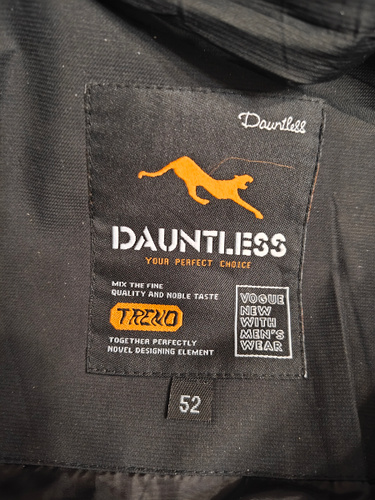 Dauntless
DAUNTLESS
YOUR PERFECT CHOICE
MIX THE FINE
QUALITY AND NOBLE TASTE
TREND
TOGETHER PERFECTLY
NOVEL DESIGNING ELEMENT
VOGUE
NEW
WITH
MEN'S
WEAR
52